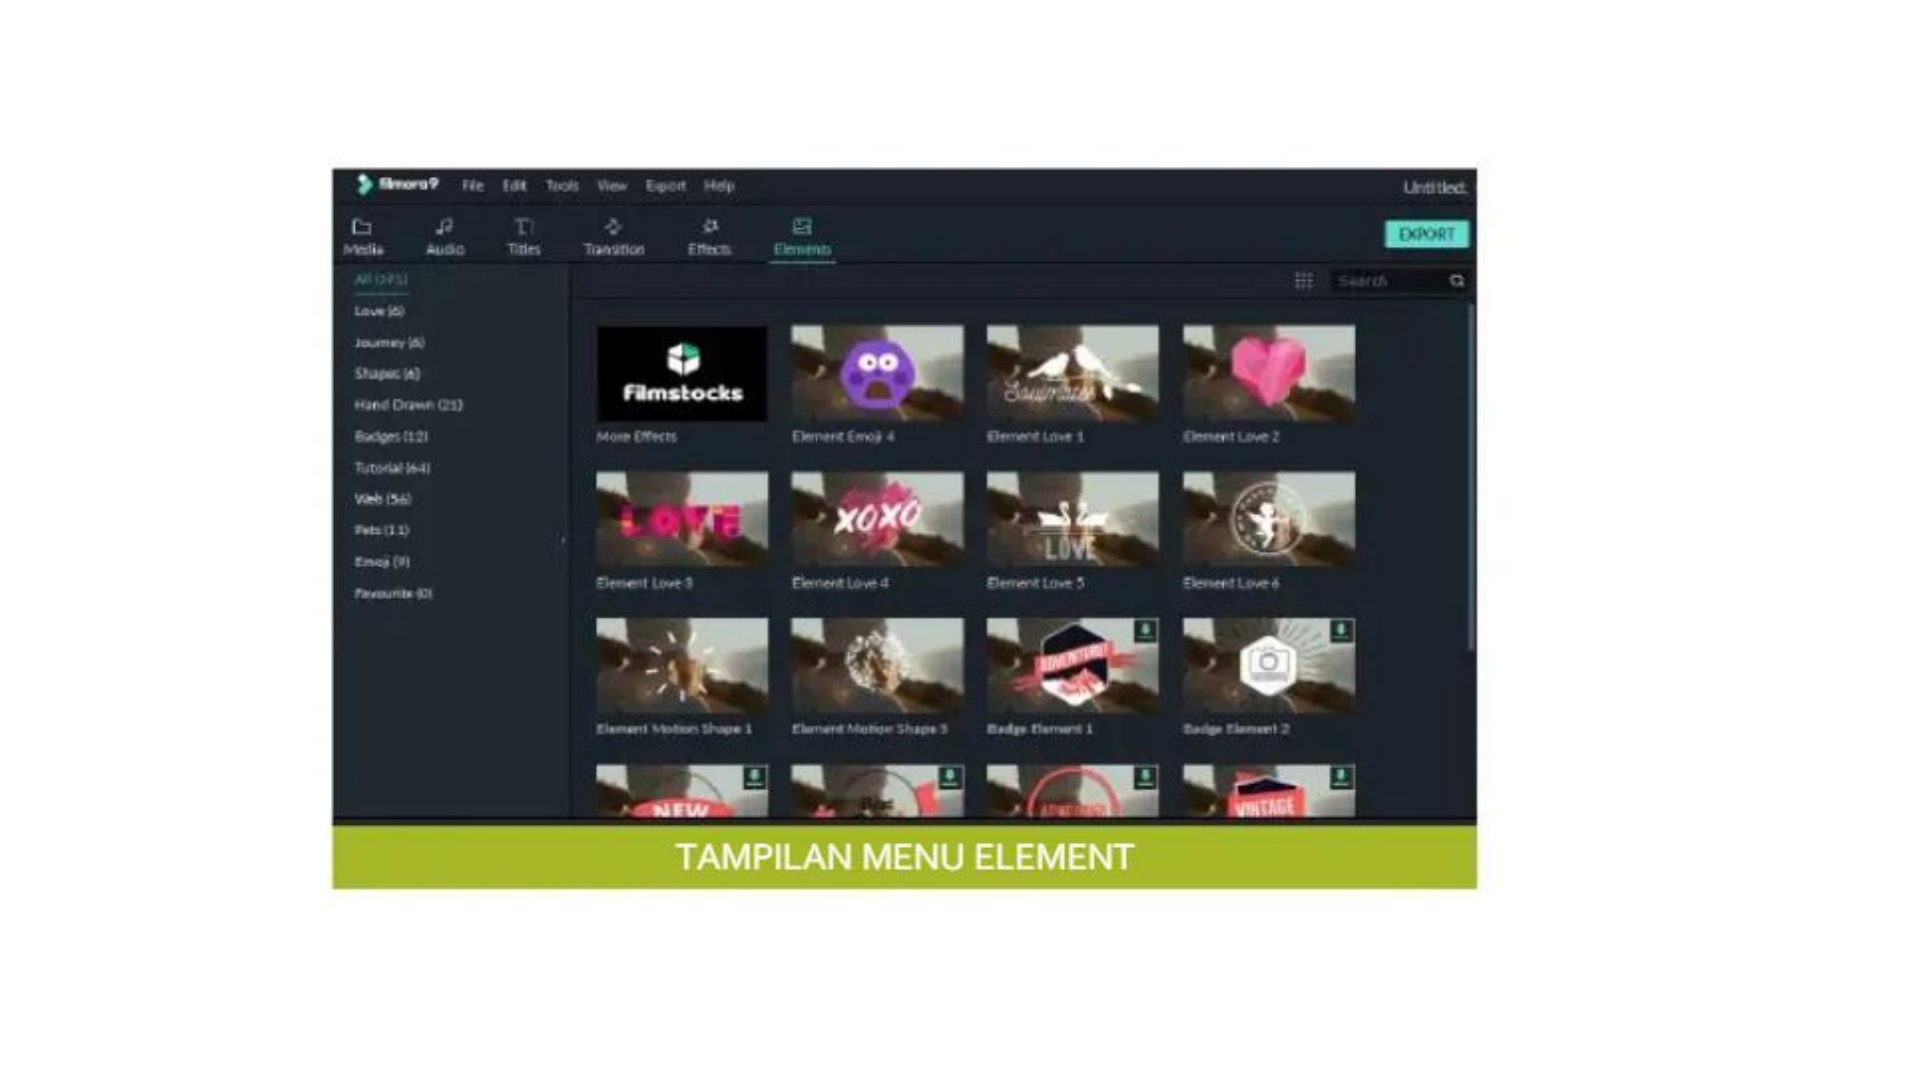 filmora9 File Edit Tools View Export Help Untitled:
Media Audio Titles Transition Effects Elements EXPORT
All
Search
Love (6)
Journey (6)
Shapes (6)
Hand Drawn (21)
Badges (12)
Tutorial (64)
Web (56)
Pets (11)
Emoji (9)
Favourite (0)
filmstocks
Soulmates
More Effects Element Emoji 4 Element Love 1 Element Love 2
LOVE XOXO LOVE
Element Love 3 Element Love 4 Element Love 5 Element Love 6
ADVENTURE
Element Motion Shape 1 Element Motion Shape 5 Badge Element 1 Badge Element 2
NEW VINTAGE
TAMPILAN MENU ELEMENT